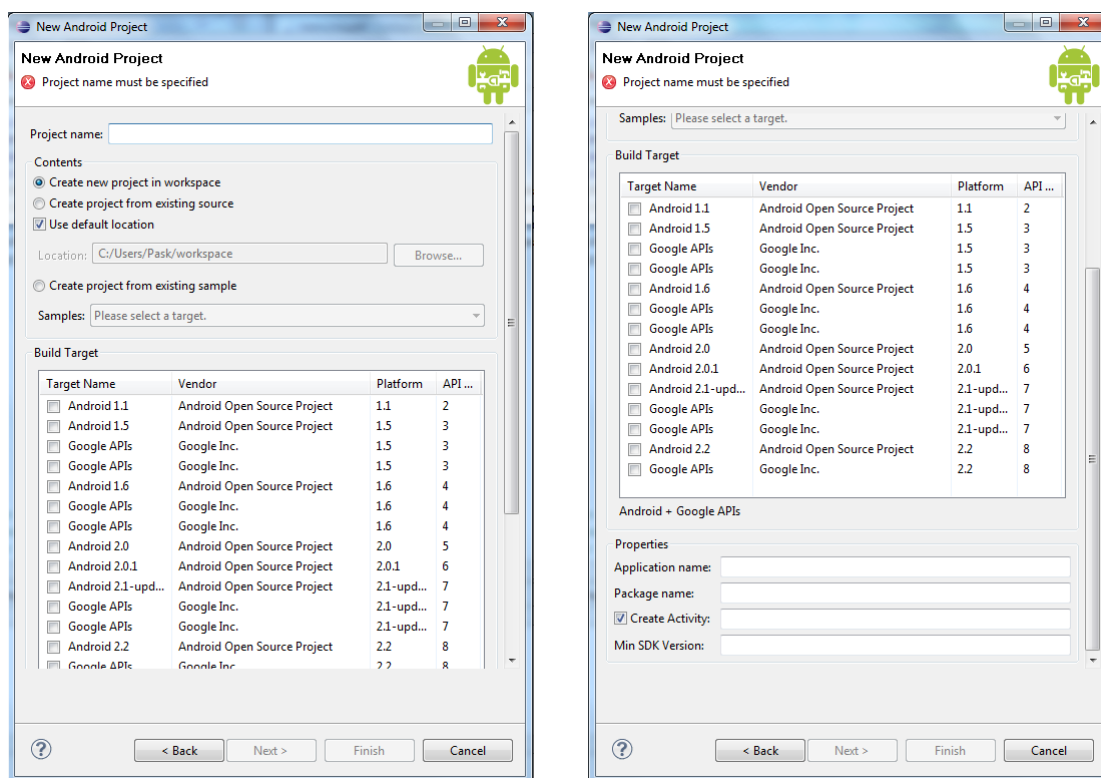 New Android Project
New Android Project
Project name must be specified
Project name:
Contents
Create new project in workspace
Create project from existing source
Use default location
Location: C:/Users/Pask/workspace Browse...
Create project from existing sample
Samples: Please select a target.
Build Target
Target Name Vendor Platform API ...
Android 1.1 Android Open Source Project 1.1 2
Android 1.5 Android Open Source Project 1.5 3
Google APIs Google Inc. 1.5 3
Google APIs Google Inc. 1.5 3
Android 1.6 Android Open Source Project 1.6 4
Google APIs Google Inc. 1.6 4
Google APIs Google Inc. 1.6 4
Android 2.0 Android Open Source Project 2.0 5
Android 2.0.1 Android Open Source Project 2.0.1 6
Android 2.1-upd... Android Open Source Project 2.1-upd... 7
Google APIs Google Inc. 2.1-upd... 7
Google APIs Google Inc. 2.1-upd... 7
Android 2.2 Android Open Source Project 2.2 8
Google APIs Google Inc. 2.2 8
? < Back Next > Finish Cancel
New Android Project
New Android Project
Project name must be specified
Samples: Please select a target.
Build Target
Target Name Vendor Platform API ...
Android 1.1 Android Open Source Project 1.1 2
Android 1.5 Android Open Source Project 1.5 3
Google APIs Google Inc. 1.5 3
Google APIs Google Inc. 1.5 3
Android 1.6 Android Open Source Project 1.6 4
Google APIs Google Inc. 1.6 4
Google APIs Google Inc. 1.6 4
Android 2.0 Android Open Source Project 2.0 5
Android 2.0.1 Android Open Source Project 2.0.1 6
Android 2.1-upd... Android Open Source Project 2.1-upd... 7
Google APIs Google Inc. 2.1-upd... 7
Google APIs Google Inc. 2.1-upd... 7
Android 2.2 Android Open Source Project 2.2 8
Google APIs Google Inc. 2.2 8
Android + Google APIs
Properties
Application name:
Package name:
Create Activity:
Min SDK Version:
? < Back Next > Finish Cancel